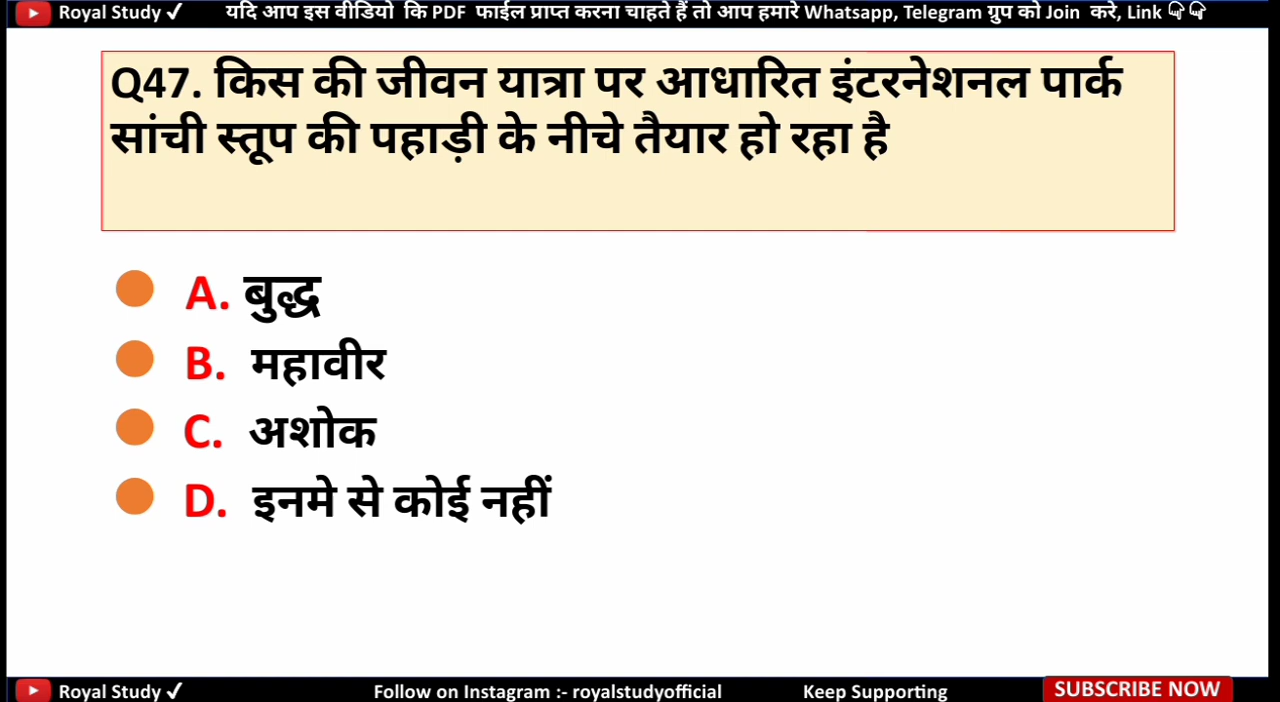 Royal Study ✓ यदि आप इस वीडियो कि PDF फाईल प्राप्त करना चाहते हैं तो आप हमारे Whatsapp, Telegram ग्रुप को Join करे, Link 👇👇
Q47. किस की जीवन यात्रा पर आधारित इंटरनेशनल पार्क
सांची स्तूप की पहाड़ी के नीचे तैयार हो रहा है
A. बुद्ध
B. महावीर
C. अशोक
D. इनमे से कोई नहीं
Royal Study ✓ Follow on Instagram :- royalstudyofficial Keep Supporting SUBSCRIBE NOW